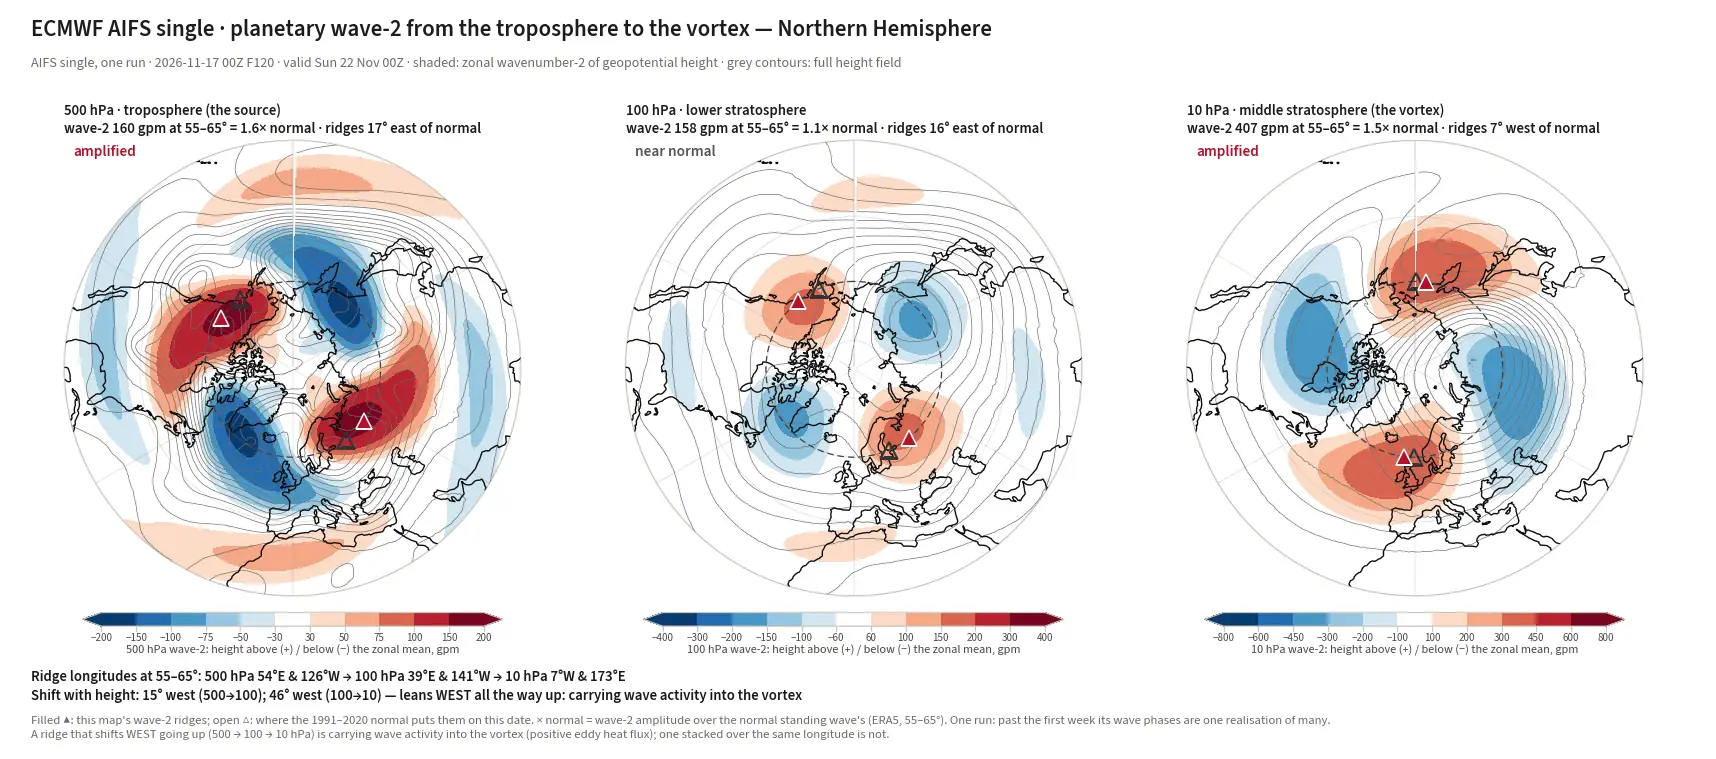 ECMWF AIFS single · planetary wave-2 from the troposphere to the vortex — Northern Hemisphere
AIFS single, one run · 2026-11-17 00Z F120 · valid Sun 22 Nov 00Z · shaded: zonal wavenumber-2 of geopotential height · grey contours: full height field
500 hPa · troposphere (the source)
wave-2 160 gpm at 55–65° = 1.6× normal · ridges 17° east of normal
amplified
100 hPa · lower stratosphere
wave-2 158 gpm at 55–65° = 1.1× normal · ridges 16° east of normal
near normal
10 hPa · middle stratosphere (the vortex)
wave-2 407 gpm at 55–65° = 1.5× normal · ridges 7° west of normal
amplified
−200 −150 −100 −75 −50 −30 30 50 75 100 150 200
500 hPa wave-2: height above (+) / below (−) the zonal mean, gpm
−400 −300 −200 −150 −100 −60 60 100 150 200 300 400
100 hPa wave-2: height above (+) / below (−) the zonal mean, gpm
−800 −600 −450 −300 −200 −100 100 200 300 450 600 800
10 hPa wave-2: height above (+) / below (−) the zonal mean, gpm
Ridge longitudes at 55–65°: 500 hPa 54°E & 126°W → 100 hPa 39°E & 141°W → 10 hPa 7°W & 173°E
Shift with height: 15° west (500→100); 46° west (100→10) — leans WEST all the way up: carrying wave activity into the vortex
Filled ▲: this map's wave-2 ridges; open △: where the 1991–2020 normal puts them on this date. × normal = wave-2 amplitude over the normal standing wave's (ERA5, 55–65°). One run: past the first week its wave phases are one realisation of many.
A ridge that shifts WEST going up (500 → 100 → 10 hPa) is carrying wave activity into the vortex (positive eddy heat flux); one stacked over the same longitude is not.